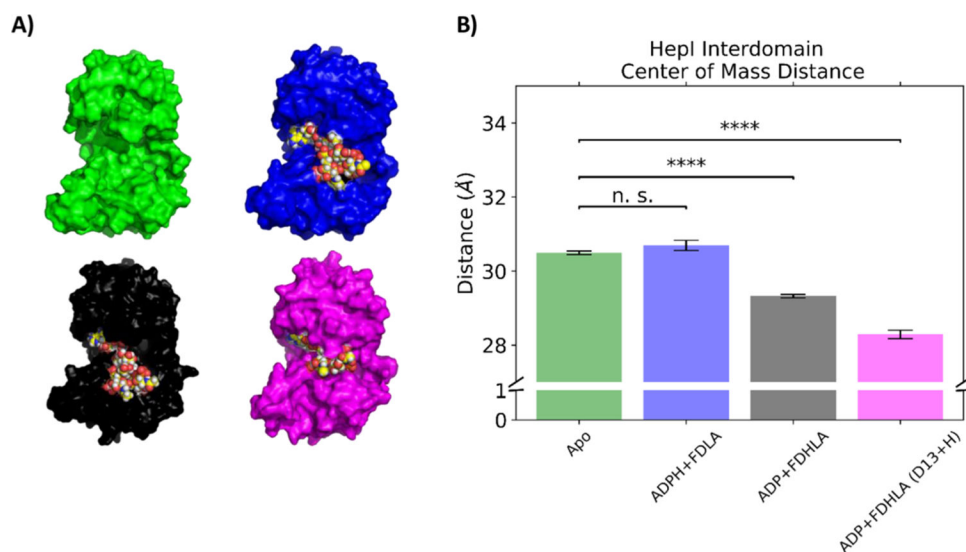 A)
B)
HepI Interdomain
Center of Mass Distance
****
****
n. s.
Distance (Å)
34
32
30
28
1
0
Apo
ADPH+FDLA
ADP+FDHLA
ADP+FDHLA (D13+H)